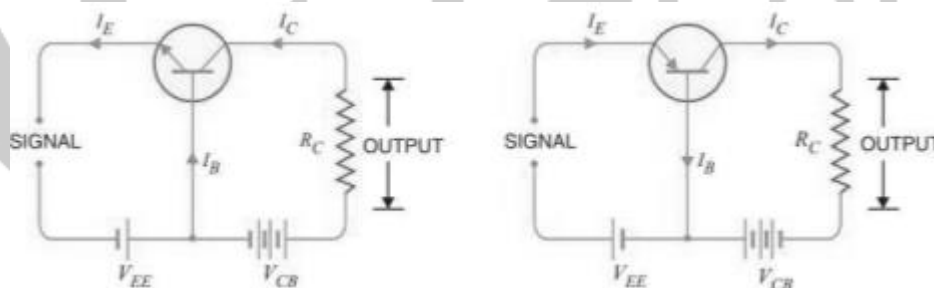 I_E I_C I_E I_C
SIGNAL R_C OUTPUT SIGNAL R_C OUTPUT
I_B I_B
V_EE V_CB V_EE V_CB